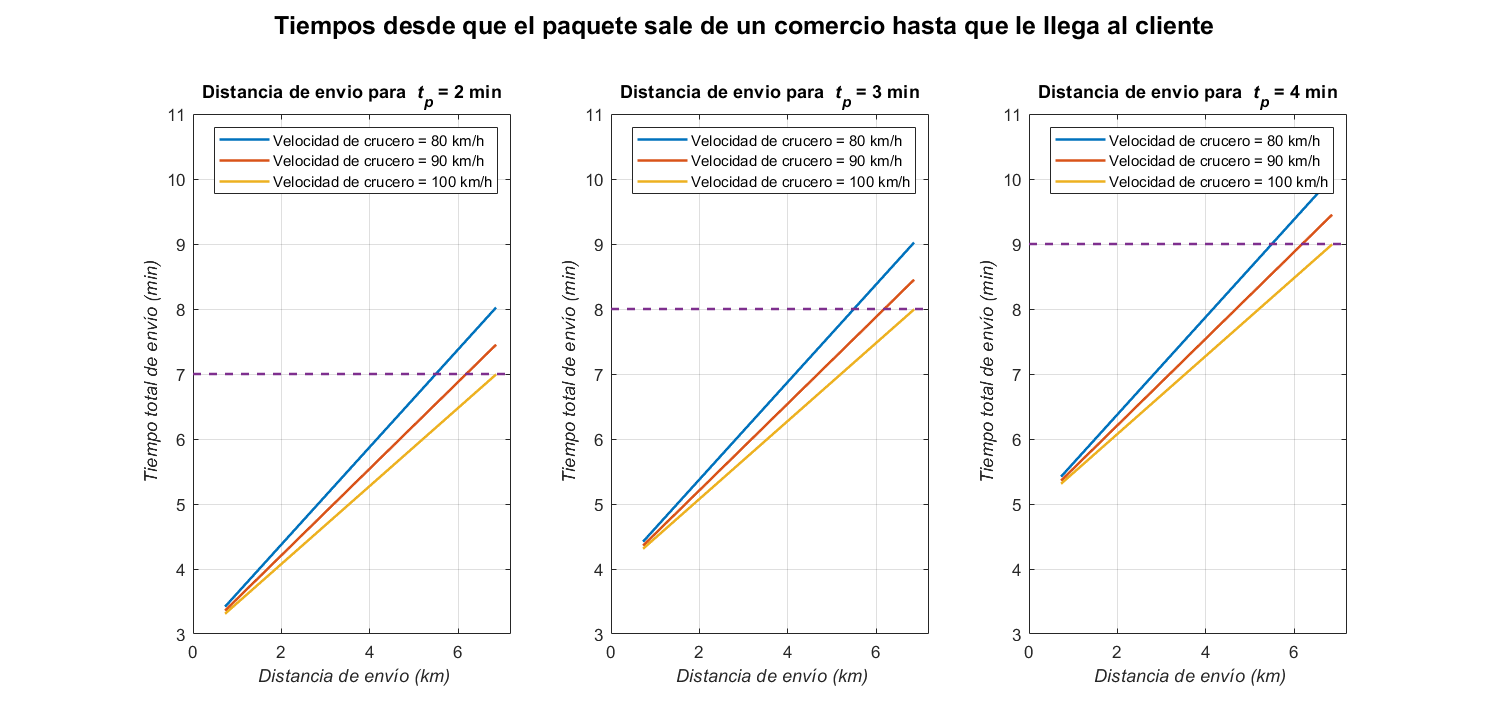 Tiempos desde que el paquete sale de un comercio hasta que le llega al cliente
Distancia de envio para t_p = 2 min
11
10
9
8
7
6
5
4
3
Tiempo total de envío (min)
Velocidad de crucero = 80 km/h
Velocidad de crucero = 90 km/h
Velocidad de crucero = 100 km/h
0 2 4 6
Distancia de envío (km)
Distancia de envio para t_p = 3 min
11
10
9
8
7
6
5
4
3
Tiempo total de envío (min)
Velocidad de crucero = 80 km/h
Velocidad de crucero = 90 km/h
Velocidad de crucero = 100 km/h
0 2 4 6
Distancia de envío (km)
Distancia de envio para t_p = 4 min
11
10
9
8
7
6
5
4
3
Tiempo total de envío (min)
Velocidad de crucero = 80 km/h
Velocidad de crucero = 90 km/h
Velocidad de crucero = 100 km/h
0 2 4 6
Distancia de envío (km)